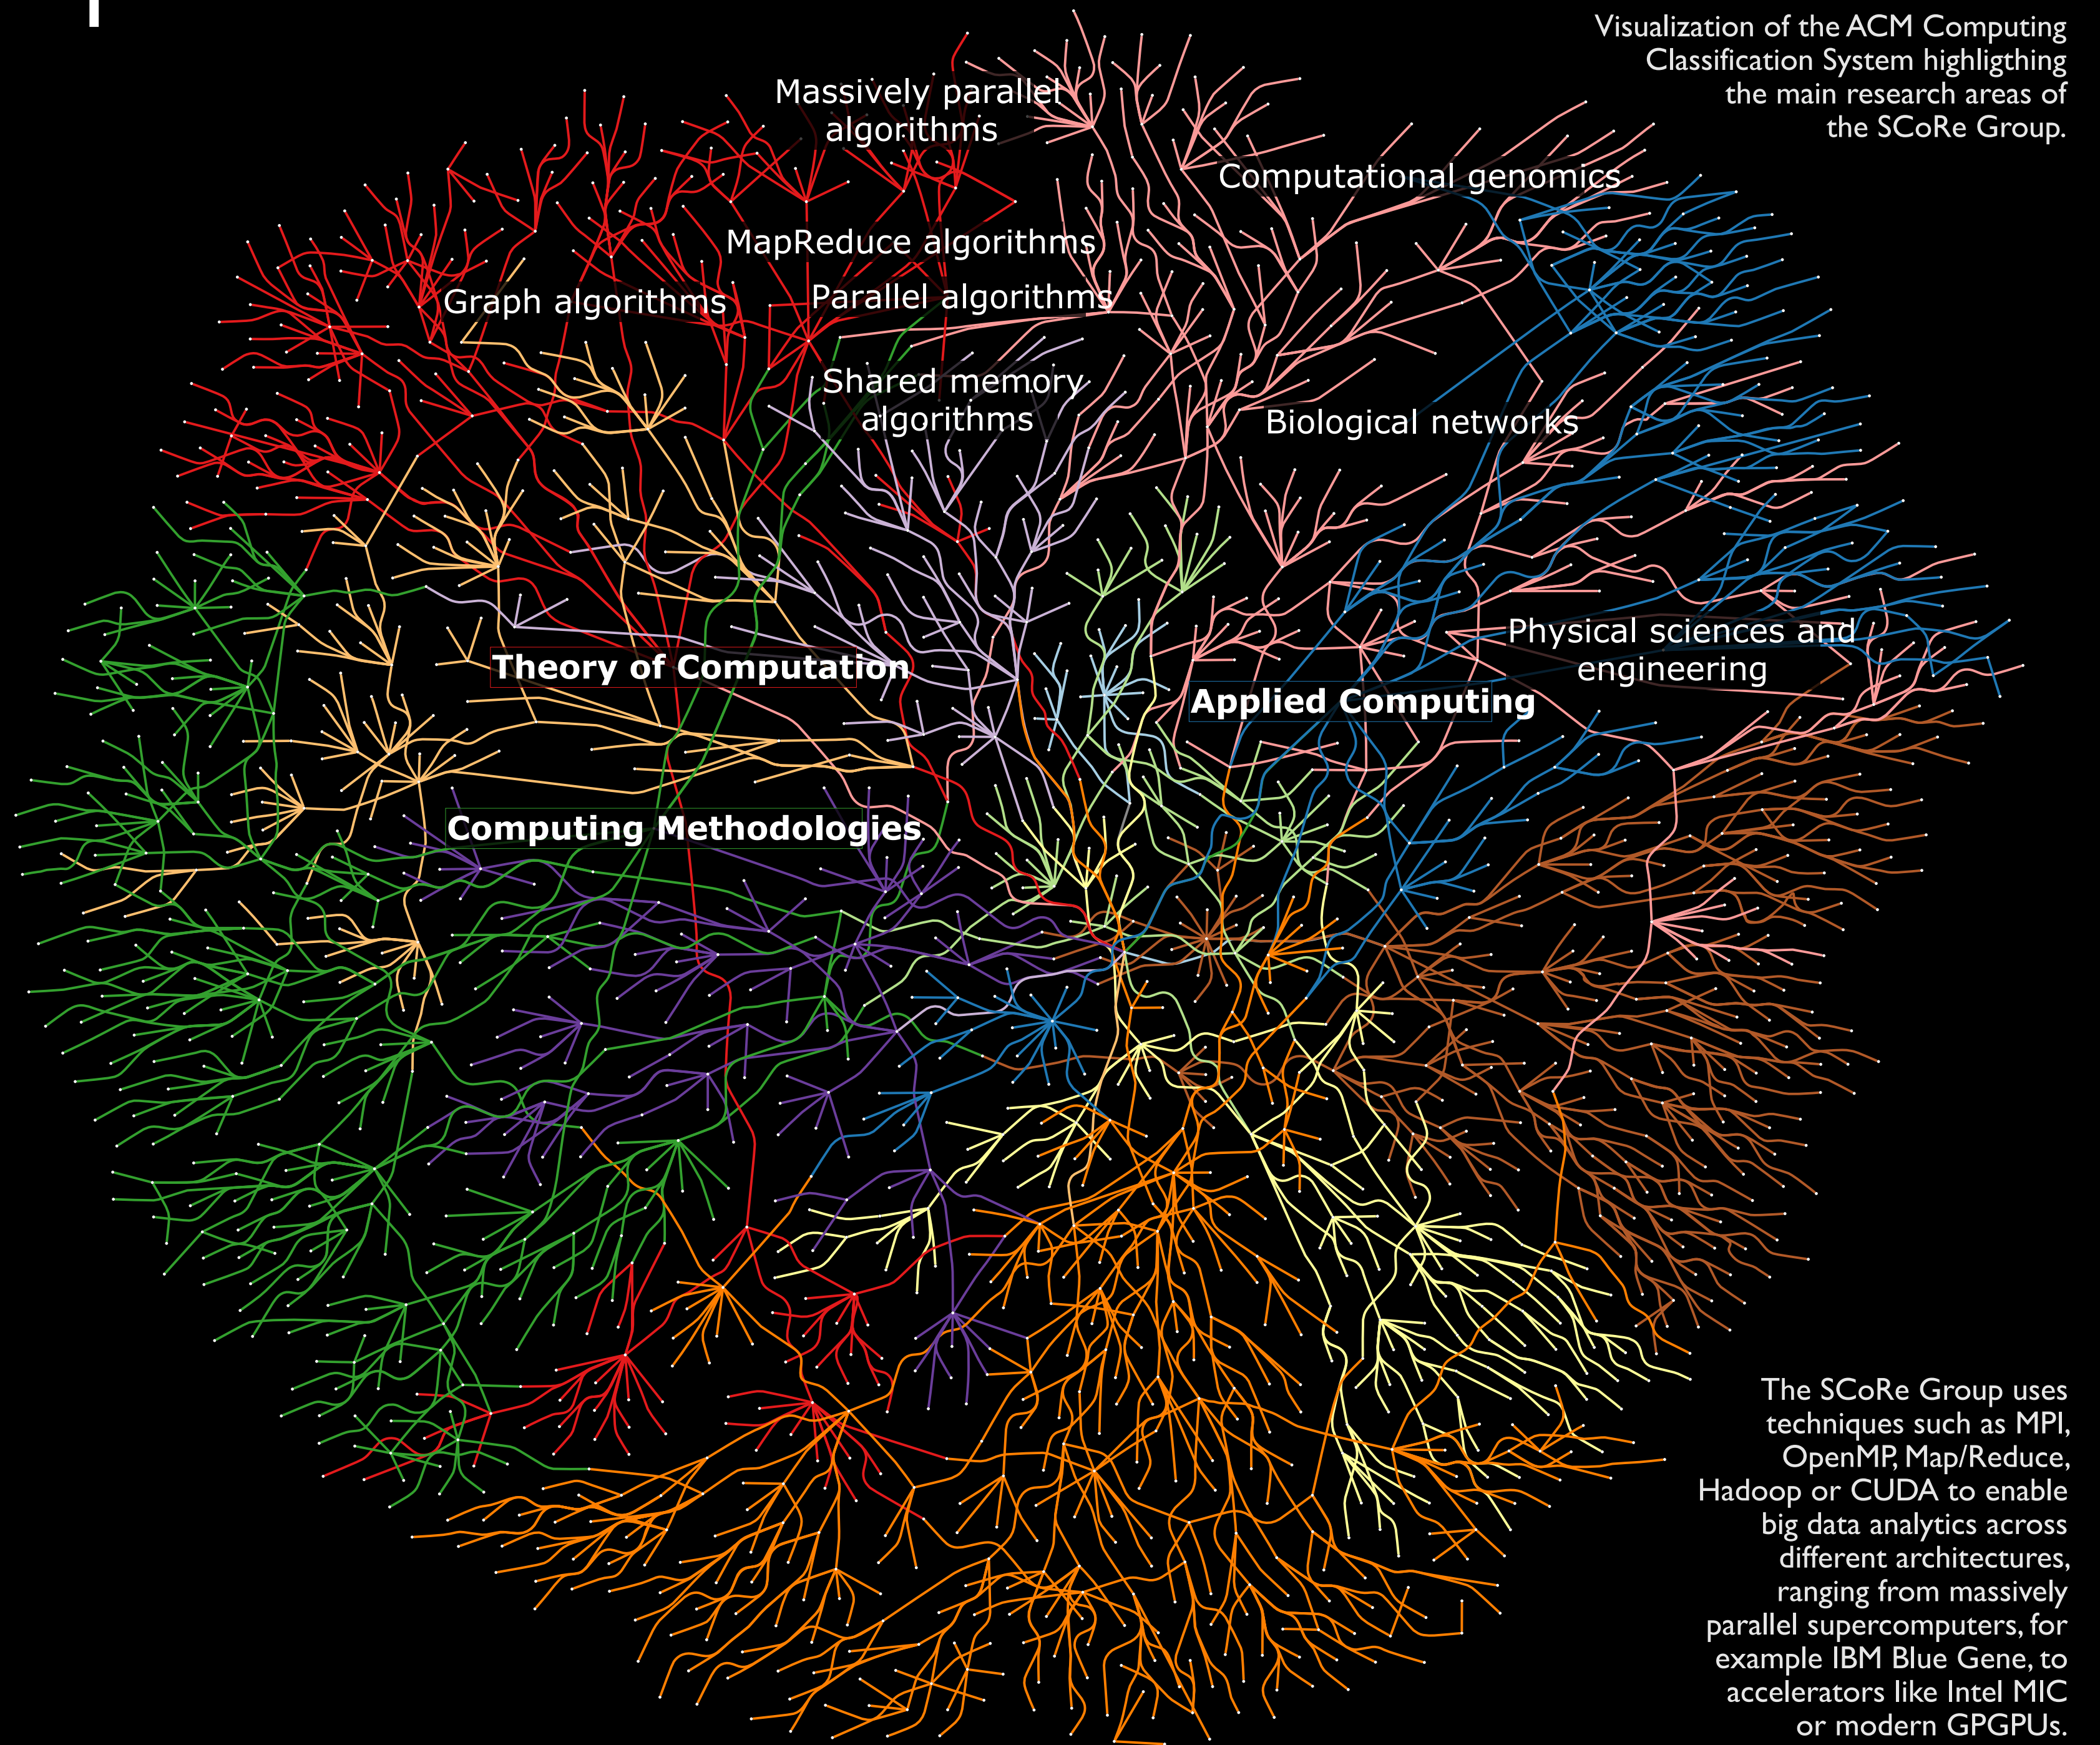 Visualization of the ACM Computing
Classification System highligthing
the main research areas of
the SCoRe Group.
Massively parallel
algorithms
Computational genomics
MapReduce algorithms
Parallel algorithms
Graph algorithms
Shared memory
algorithms
Biological networks
Physical sciences and
engineering
Theory of Computation
Applied Computing
Computing Methodologies
The SCoRe Group uses
techniques such as MPI,
OpenMP, Map/Reduce,
Hadoop or CUDA to enable
big data analytics across
different architectures,
ranging from massively
parallel supercomputers, for
example IBM Blue Gene, to
accelerators like Intel MIC
or modern GPGPUs.